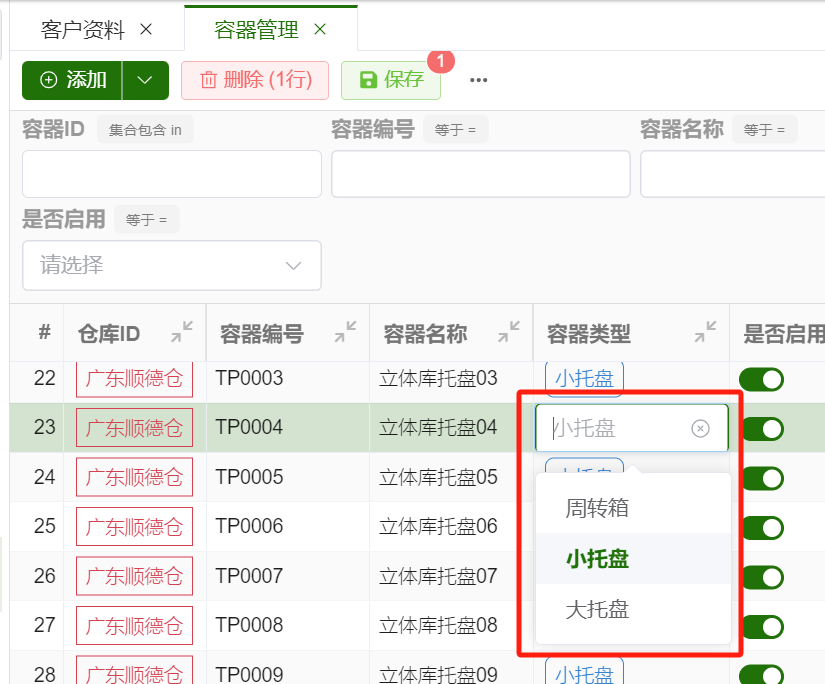 客户资料 × 容器管理 ×
添加 删除 (1行) 保存 1 ...
容器ID 集合包含 in 容器编号 等于 = 容器名称 等于 =
是否启用 等于 =
请选择
# 仓库ID 容器编号 容器名称 容器类型 是否启用
22 广东顺德仓 TP0003 立体库托盘03 小托盘
23 广东顺德仓 TP0004 立体库托盘04 小托盘
24 广东顺德仓 TP0005 立体库托盘05 小托盘
周转箱
25 广东顺德仓 TP0006 立体库托盘06
小托盘
26 广东顺德仓 TP0007 立体库托盘07
大托盘
27 广东顺德仓 TP0008 立体库托盘08
28 广东顺德仓 TP0009 立体库托盘09 小托盘